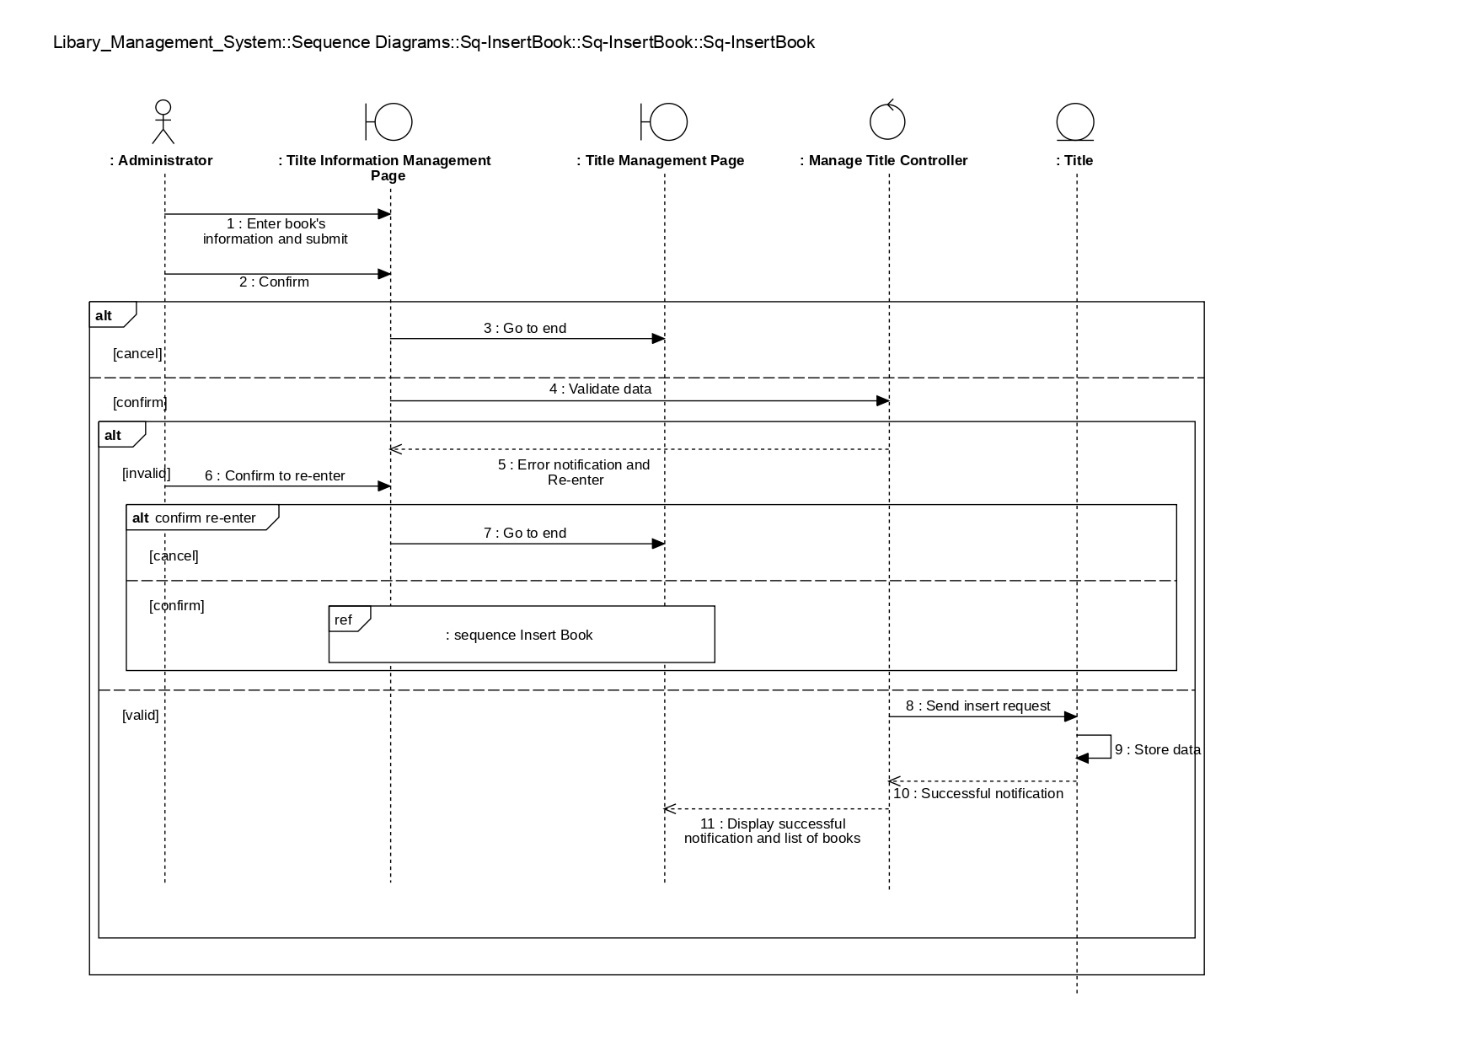 Libary_Management_System::Sequence Diagrams::Sq-InsertBook::Sq-InsertBook::Sq-InsertBook
: Administrator
: Tilte Information Management
Page
: Title Management Page
: Manage Title Controller
: Title
1 : Enter book's
information and submit
2 : Confirm
alt
3 : Go to end
[cancel]
4 : Validate data
[confirm]
alt
5 : Error notification and
Re-enter
[invalid]
6 : Confirm to re-enter
alt confirm re-enter
7 : Go to end
[cancel]
[confirm]
ref
: sequence Insert Book
[valid]
8 : Send insert request
9 : Store data
10 : Successful notification
11 : Display successful
notification and list of books